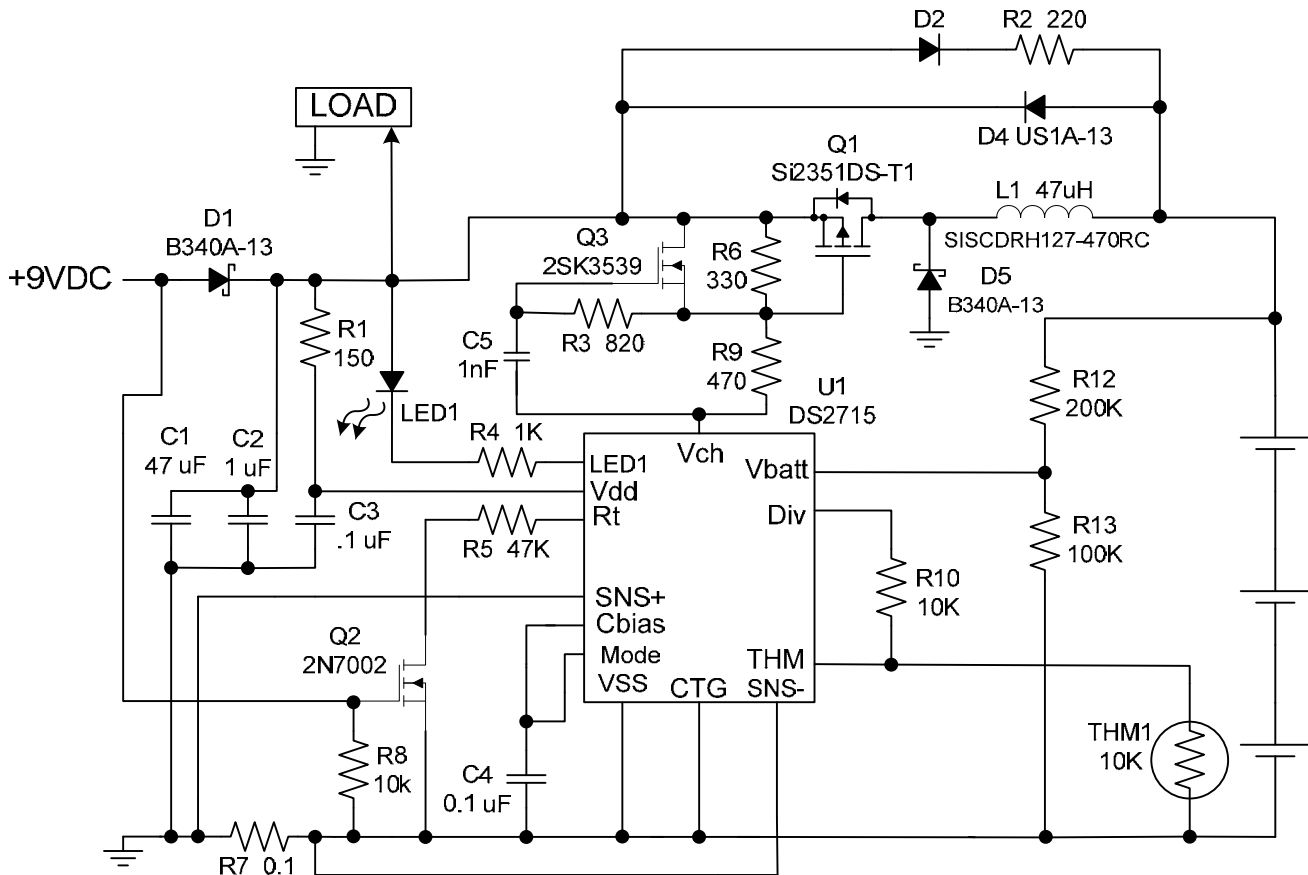 D2
R2 220
LOAD
D4 US1A-13
Q1
Si2351DS-T1
L1 47uH
SISCDRH127-470RC
D1
B340A-13
Q3
2SK3539
R6
330
+9VDC
D5
B340A-13
R1
150
R3 820
C5
1nF
R9
470
LED1
U1
DS2715
R12
200K
C1
47 uF
C2
1 uF
R4 1K
LED1
Vch
Vbatt
Vdd
C3
.1 uF
Rt
R5 47K
Div
R13
100K
R10
10K
SNS+
Cbias
Q2
2N7002
Mode
VSS
CTG
THM
SNS-
R8
10k
C4
0.1 uF
THM1
10K
R7 0.1